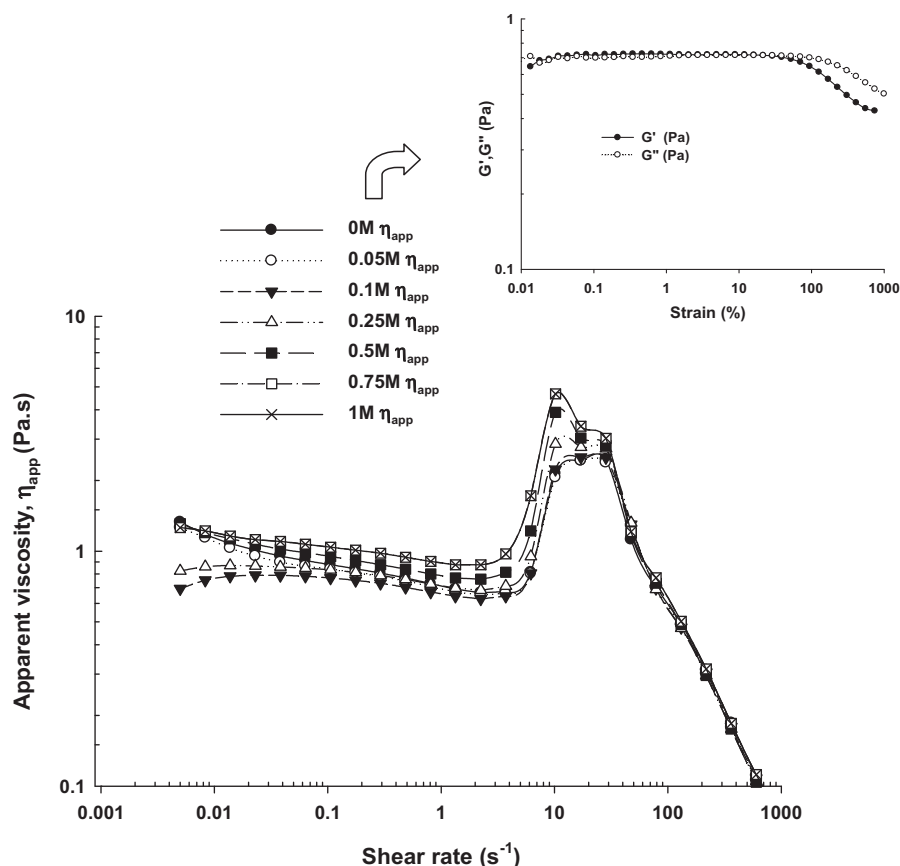 1
0.1
G',G" (Pa)
G' (Pa)
G" (Pa)
0.01 0.1 1 10 100 1000
Strain (%)
0M ηapp
0.05M ηapp
0.1M ηapp
0.25M ηapp
0.5M ηapp
0.75M ηapp
1M ηapp
10
1
0.1
Apparent viscosity, ηapp (Pa.s)
0.001 0.01 0.1 1 10 100 1000
Shear rate (s-1)